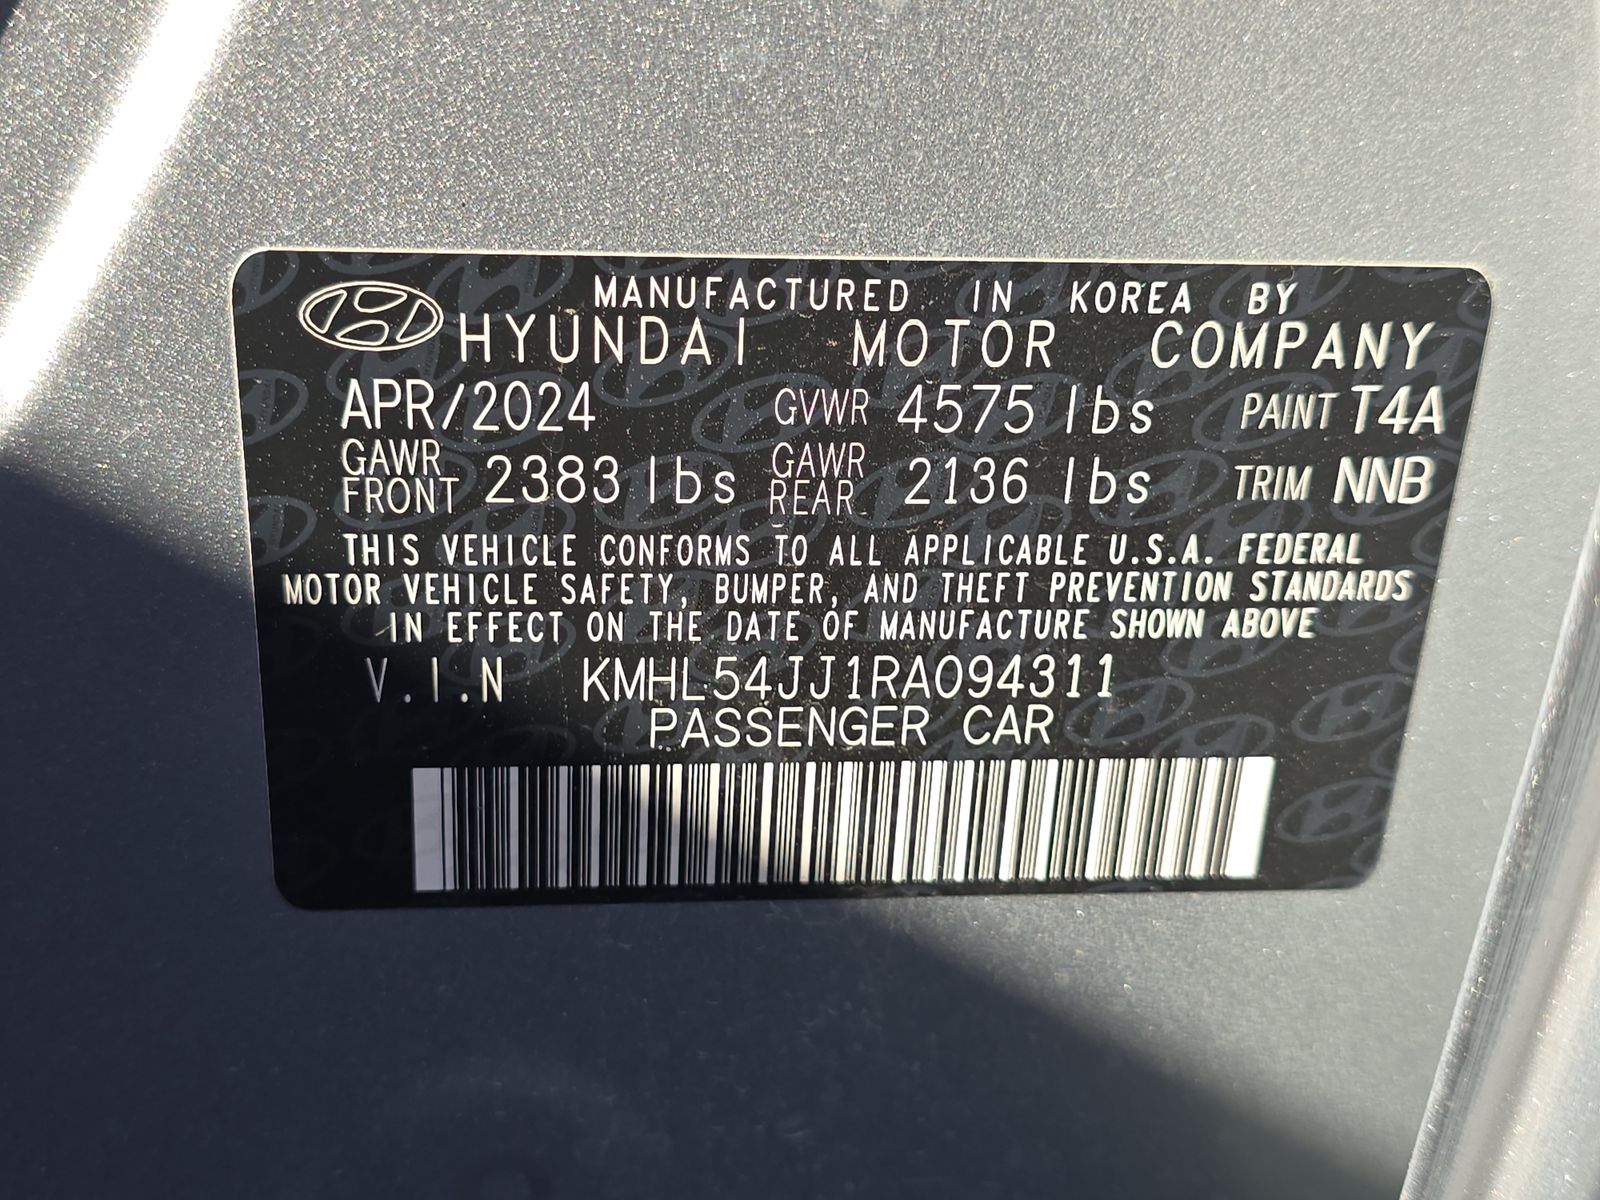 MANUFACTURED IN KOREA BY
HYUNDAI MOTOR COMPANY
APR/2024 GVWR 4575 lbs PAINT T4A
GAWR FRONT 2383 lbs GAWR REAR 2136 lbs TRIM NNB
THIS VEHICLE CONFORMS TO ALL APPLICABLE U.S.A. FEDERAL
MOTOR VEHICLE SAFETY, BUMPER, AND THEFT PREVENTION STANDARDS
IN EFFECT ON THE DATE OF MANUFACTURE SHOWN ABOVE
V.I.N KMHL54JJ1RA094311
PASSENGER CAR